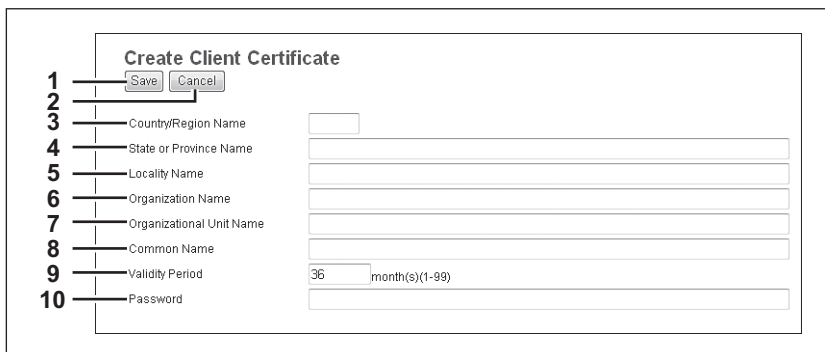 Create Client Certificate
1 Save Cancel
2
3 Country/Region Name
4 State or Province Name
5 Locality Name
6 Organization Name
7 Organizational Unit Name
8 Common Name
9 Validity Period 36 month(s)(1-99)
10 Password